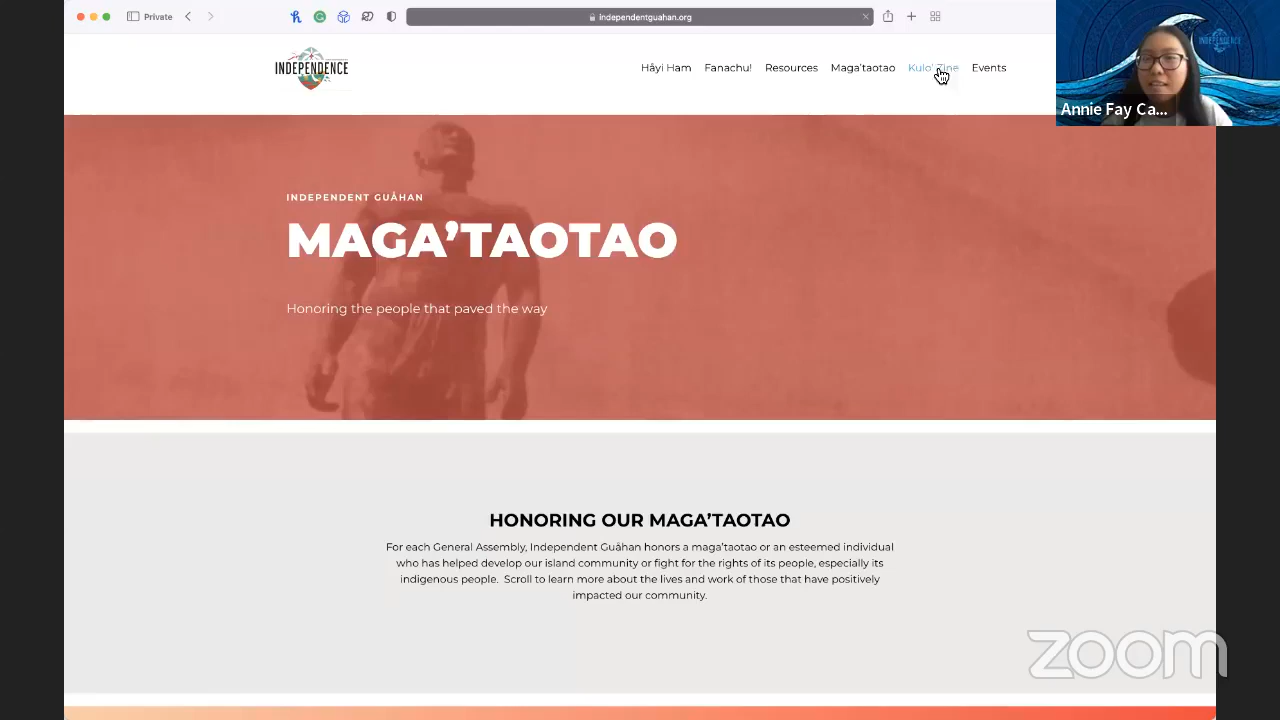 Private
independentguahan.org
INDEPENDENCE
Håyi Ham
Fanachu!
Resources
Maga'taotao
Events
INDEPENDENCE
Annie Fay Ca...
INDEPENDENT GUÅHAN
MAGA'TAOTAO
Honoring the people that paved the way
HONORING OUR MAGA'TAOTAO
For each General Assembly, Independent Guåhan honors a maga'taotao or an esteemed individual
who has helped develop our island community or fight for the rights of its people, especially its
indigenous people. Scroll to learn more about the lives and work of those that have positively
impacted our community.
zoom